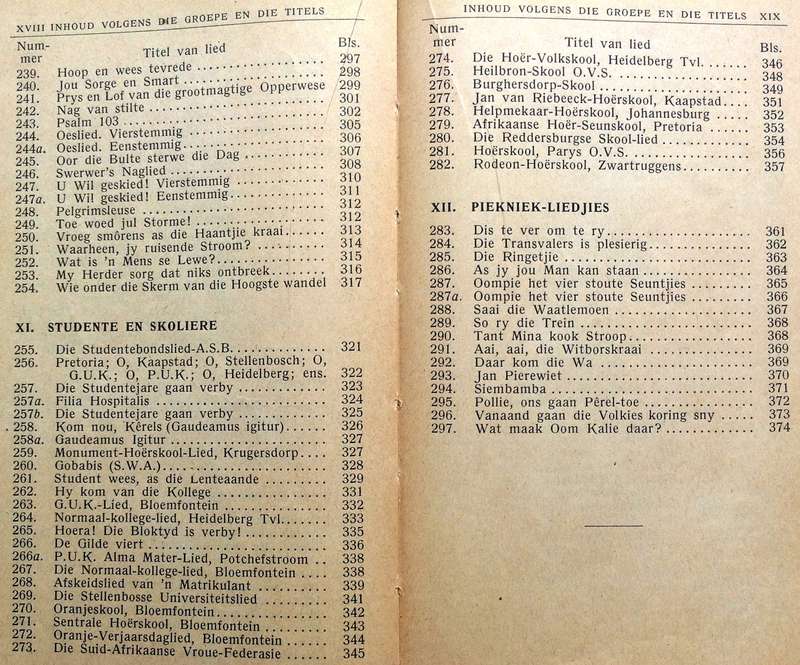 XVIII INHOUD VOLGENS DIE GROEPE EN DIE TITELS
Num-
mer Titel van lied Bls.
239. Hoop en wees tevrede 297
240. Jou Sorge en Smart 298
241. Prys en Lof van die grootmagtige Opperwese 299
242. Nag van stilte 301
243. Psalm 103 302
244. Oeslied. Vierstemmig 305
244a. Oeslied. Eenstemmig 306
245. Oor die Bulte sterwe die Dag 307
246. Swerwer's Naglied 308
247. U Wil geskied! Vierstemmig 310
247a. U Wil geskied! Eenstemmig 311
248. Pelgrimsleuse 312
249. Toe woed jul Storme! 312
250. Vroeg smôrens as die Haantjie kraai 313
251. Waarheen, jy ruisende Stroom? 314
252. Wat is 'n Mens se Lewe? 315
253. My Herder sorg dat niks ontbreek 316
254. Wie onder die Skerm van die Hoogste wandel 317
XI. STUDENTE EN SKOLIERE
255. Die Studentebondslied-A.S.B. 321
256. Pretoria; O, Kaapstad; O, Stellenbosch; O,
G.U.K.; O, P.U.K.; O, Heidelberg; ens. 322
257. Die Studentejare gaan verby 323
257a. Filia Hospitalis 324
257b. Die Studentejare gaan verby 325
258. Kom nou, Kêrels (Gaudeamus igitur) 326
258a. Gaudeamus Igitur 327
259. Monument-Hoërskool-Lied, Krugersdorp 327
260. Gobabis (S.W.A.) 328
261. Student wees, as die Lenteaande 329
262. Hy kom van die Kollege 331
263. G.U.K.-Lied, Bloemfontein 332
264. Normaal-kollege-lied, Heidelberg Tvl. 333
265. Hoera! Die Bloktyd is verby! 335
266. De Gilde viert 336
266a. P.U.K. Alma Mater-Lied, Potchefstroom 338
267. Die Normaal-kollege-lied, Bloemfontein 338
268. Afskeidslied van 'n Matrikulant 339
269. Die Stellenbosse Universiteitslied 341
270. Oranjeskool, Bloemfontein 342
271. Sentrale Hoërskool, Bloemfontein 343
272. Oranje-Verjaarsdaglied, Bloemfontein 344
273. Die Suid-Afrikaanse Vroue-Federasie 345
INHOUD VOLGENS DIE GROEPE EN DIE TITELS XIX
Num-
mer Titel van lied Bls.
274. Die Hoër-Volkskool, Heidelberg Tvl. 346
275. Heilbron-Skool O.V.S. 348
276. Burghersdorp-Skool 349
277. Jan van Riebeeck-Hoërskool, Kaapstad 351
278. Helpmekaar-Hoërskool, Johannesburg 352
279. Afrikaanse Hoër-Seunskool, Pretoria 353
280. Die Reddersburgse Skool-lied 354
281. Hoërskool, Parys O.V.S. 356
282. Rodeon-Hoërskool, Zwartruggens 357
XII. PIEKNIEK-LIEDJIES
283. Dis te ver om te ry 361
284. Die Transvalers is plesierig 362
285. Die Ringetjie 363
286. As jy jou Man kan staan 364
287. Oompie het vier stoute Seuntjies 365
287a. Oompie het vier stoute Seuntjies 366
288. Saai die Waatlemoen 367
289. So ry die Trein 368
290. Tant Mina kook Stroop 368
291. Aai, aai, die Witborskraai 369
292. Daar kom die Wa 369
293. Jan Pierewiet 370
294. Siembamba 371
295. Pollie, ons gaan Pêrel-toe 372
296. Vanaand gaan die Volkies koring sny 373
297. Wat maak Oom Kalie daar? 374